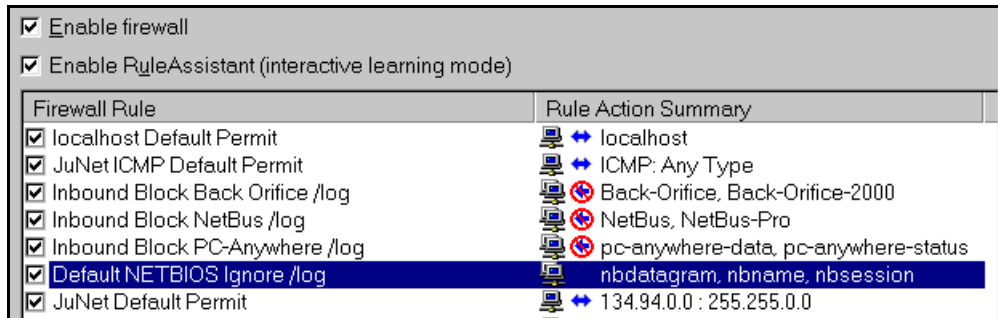 Enable firewall
Enable RuleAssistant (interactive learning mode)
Firewall Rule Rule Action Summary
localhost Default Permit localhost
JuNet ICMP Default Permit ICMP: Any Type
Inbound Block Back Orifice /log Back-Orifice, Back-Orifice-2000
Inbound Block NetBus /log NetBus, NetBus-Pro
Inbound Block PC-Anywhere /log pc-anywhere-data, pc-anywhere-status
Default NETBIOS Ignore /log nbdatagram, nbname, nbsession
JuNet Default Permit 134.94.0.0 : 255.255.0.0